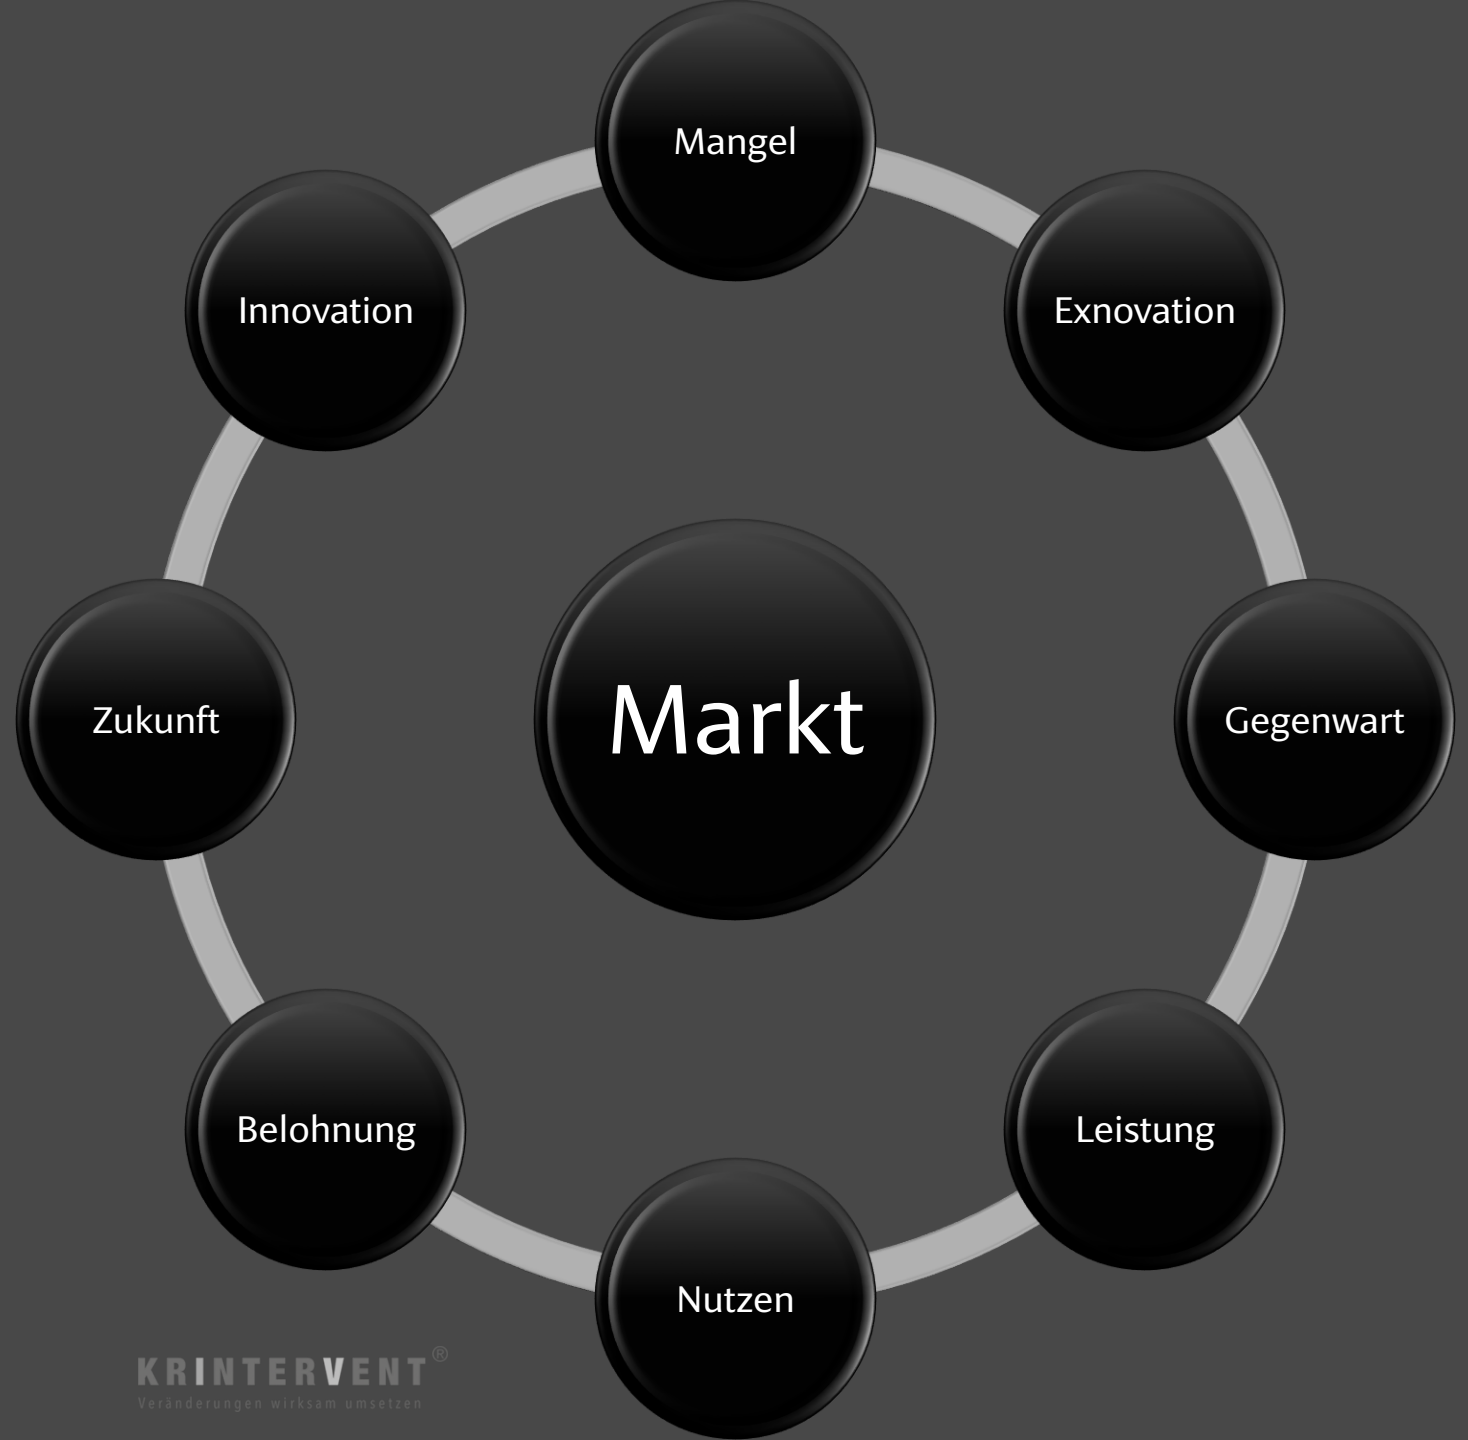 Mangel
Exnovation
Gegenwart
Leistung
Nutzen
Belohnung
Zukunft
Innovation
Markt
KRINTERVENT®
Veränderungen wirksam umsetzen